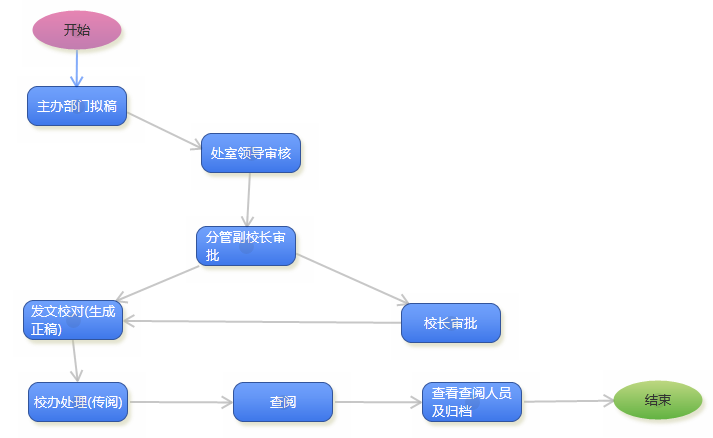 开始
主办部门拟稿
处室领导审核
分管副校长审
批
发文校对(生成
正稿)
校长审批
校办处理(传阅)
查阅
查看查阅人员
及归档
结束